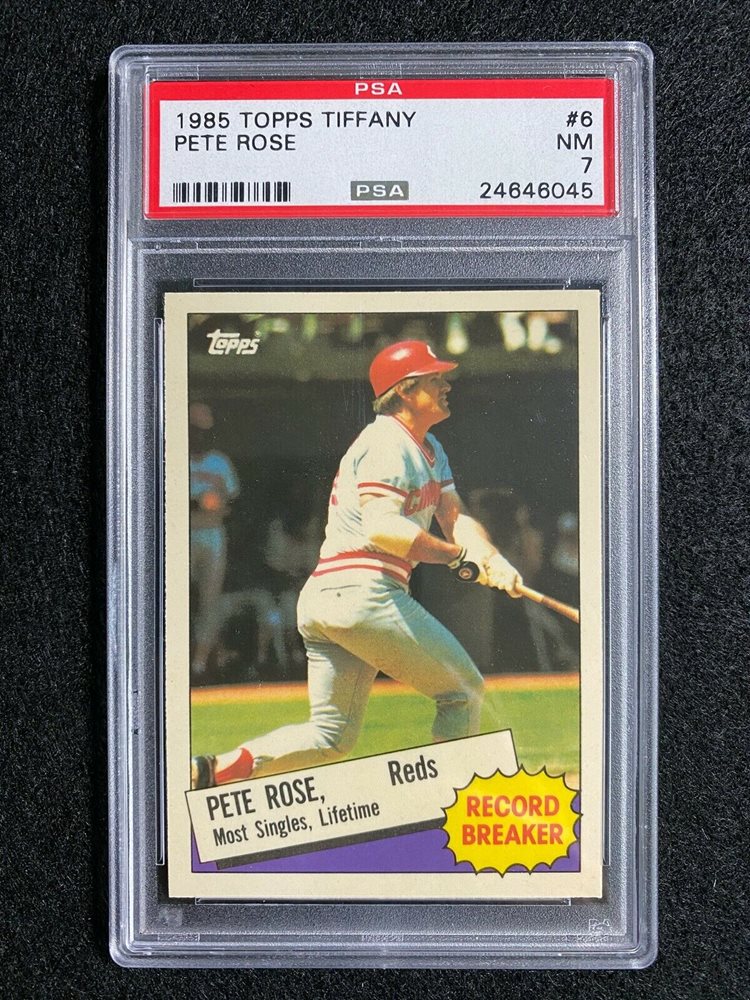 PSA
1985 TOPPS TIFFANY #6
PETE ROSE NM
7
PSA 24646045
topps
PETE ROSE, Reds
Most Singles, Lifetime
RECORD
BREAKER